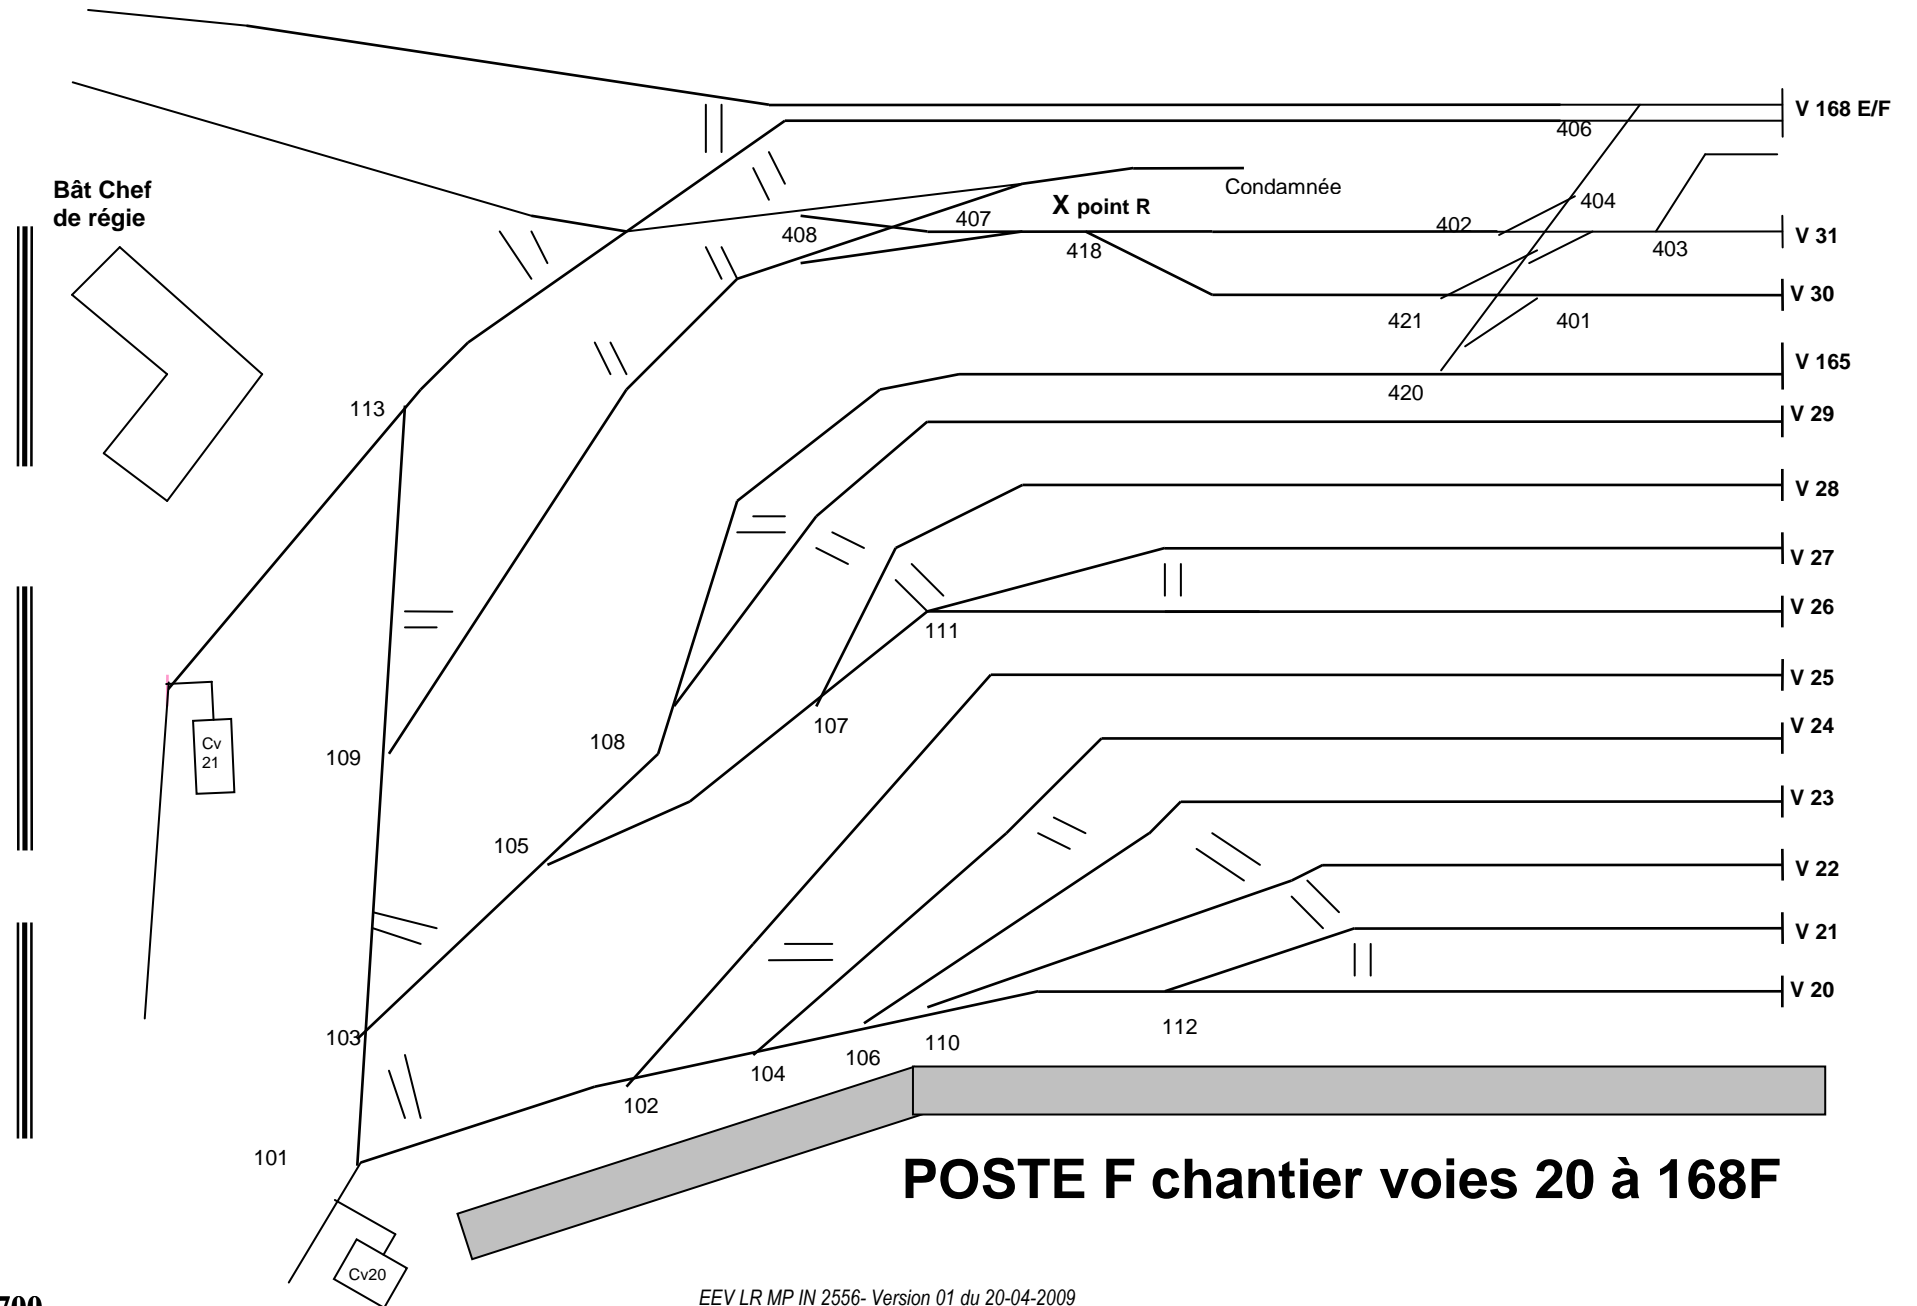 V 168 E/F
406
Bât Chef
de régie
Condamnée
404
X point R
407
402
408
V 31
418
403
V 30
421
401
V 165
420
113
V 29
V 28
V 27
V 26
111
V 25
107
V 24
108
Cv
21
109
V 23
105
V 22
V 21
V 20
112
103
110
106
104
102
101
POSTE F chantier voies 20 à 168F
Cv20
EEV LR MP IN 2556- Version 01 du 20-04-2009